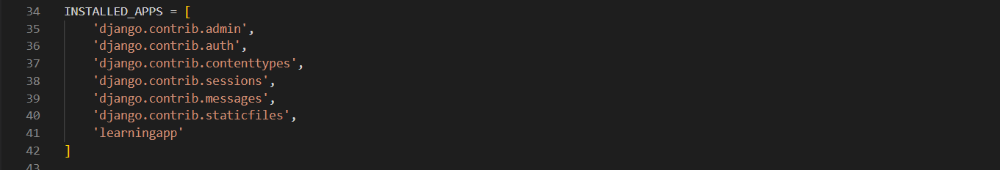 34 INSTALLED_APPS = [
35     'django.contrib.admin',
36     'django.contrib.auth',
37     'django.contrib.contenttypes',
38     'django.contrib.sessions',
39     'django.contrib.messages',
40     'django.contrib.staticfiles',
41     'learningapp'
42 ]
43